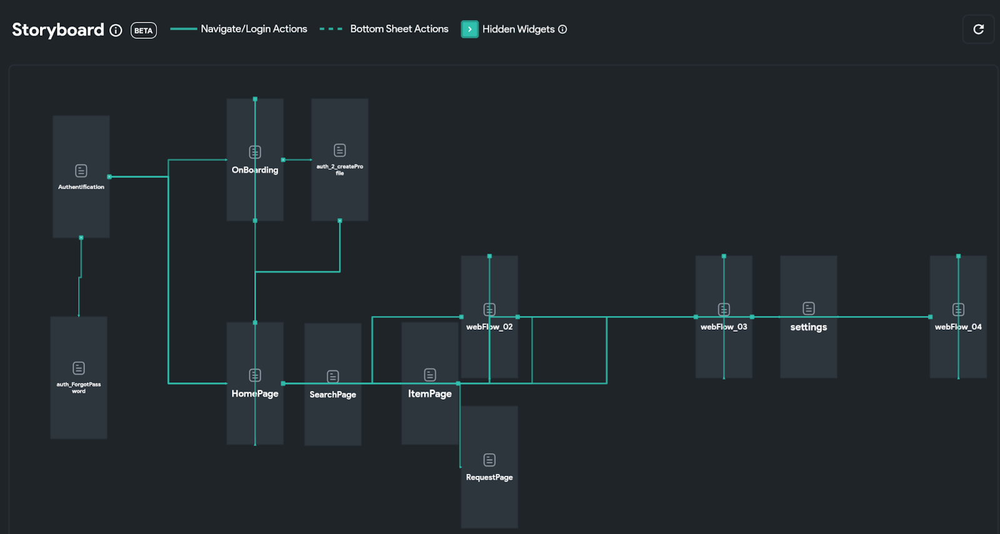 Storyboard BETA Navigate/Login Actions Bottom Sheet Actions Hidden Widgets
OnBoarding
auth_2_createPro
file
Authentification
webFlow_02
webFlow_03
settings
webFlow_04
auth_ForgotPass
word
HomePage
SearchPage
ItemPage
RequestPage